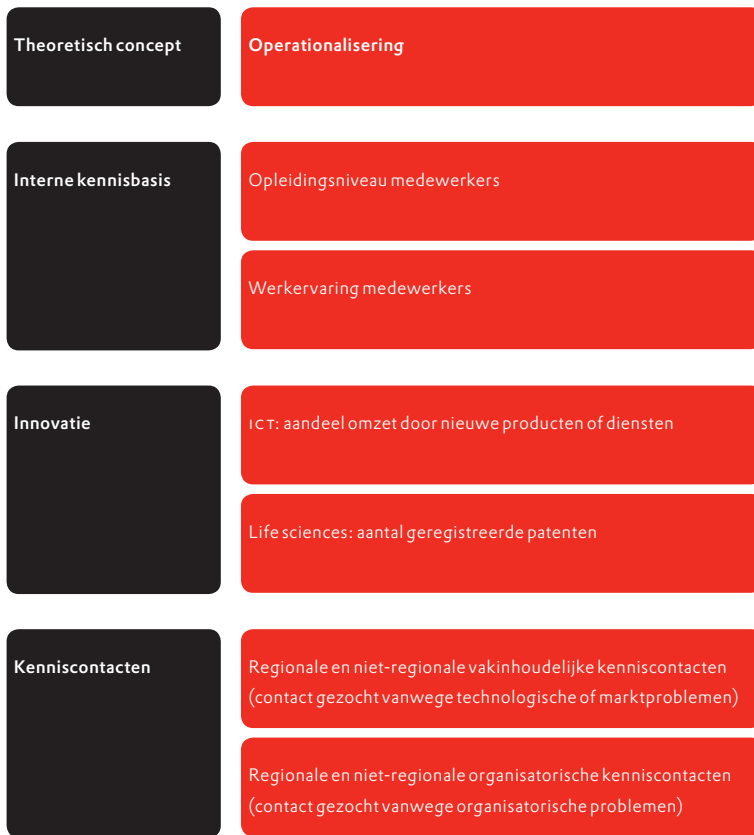 Theoretisch concept
Operationalisering
Interne kennisbasis
Opleidingsniveau medewerkers
Werkervaring medewerkers
Innovatie
ICT: aandeel omzet door nieuwe producten of diensten
Life sciences: aantal geregistreerde patenten
Kenniscontacten
Regionale en niet-regionale vakinhoudelijke kenniscontacten
(contact gezocht vanwege technologische of marktproblemen)
Regionale en niet-regionale organisatorische kenniscontacten
(contact gezocht vanwege organisatorische problemen)